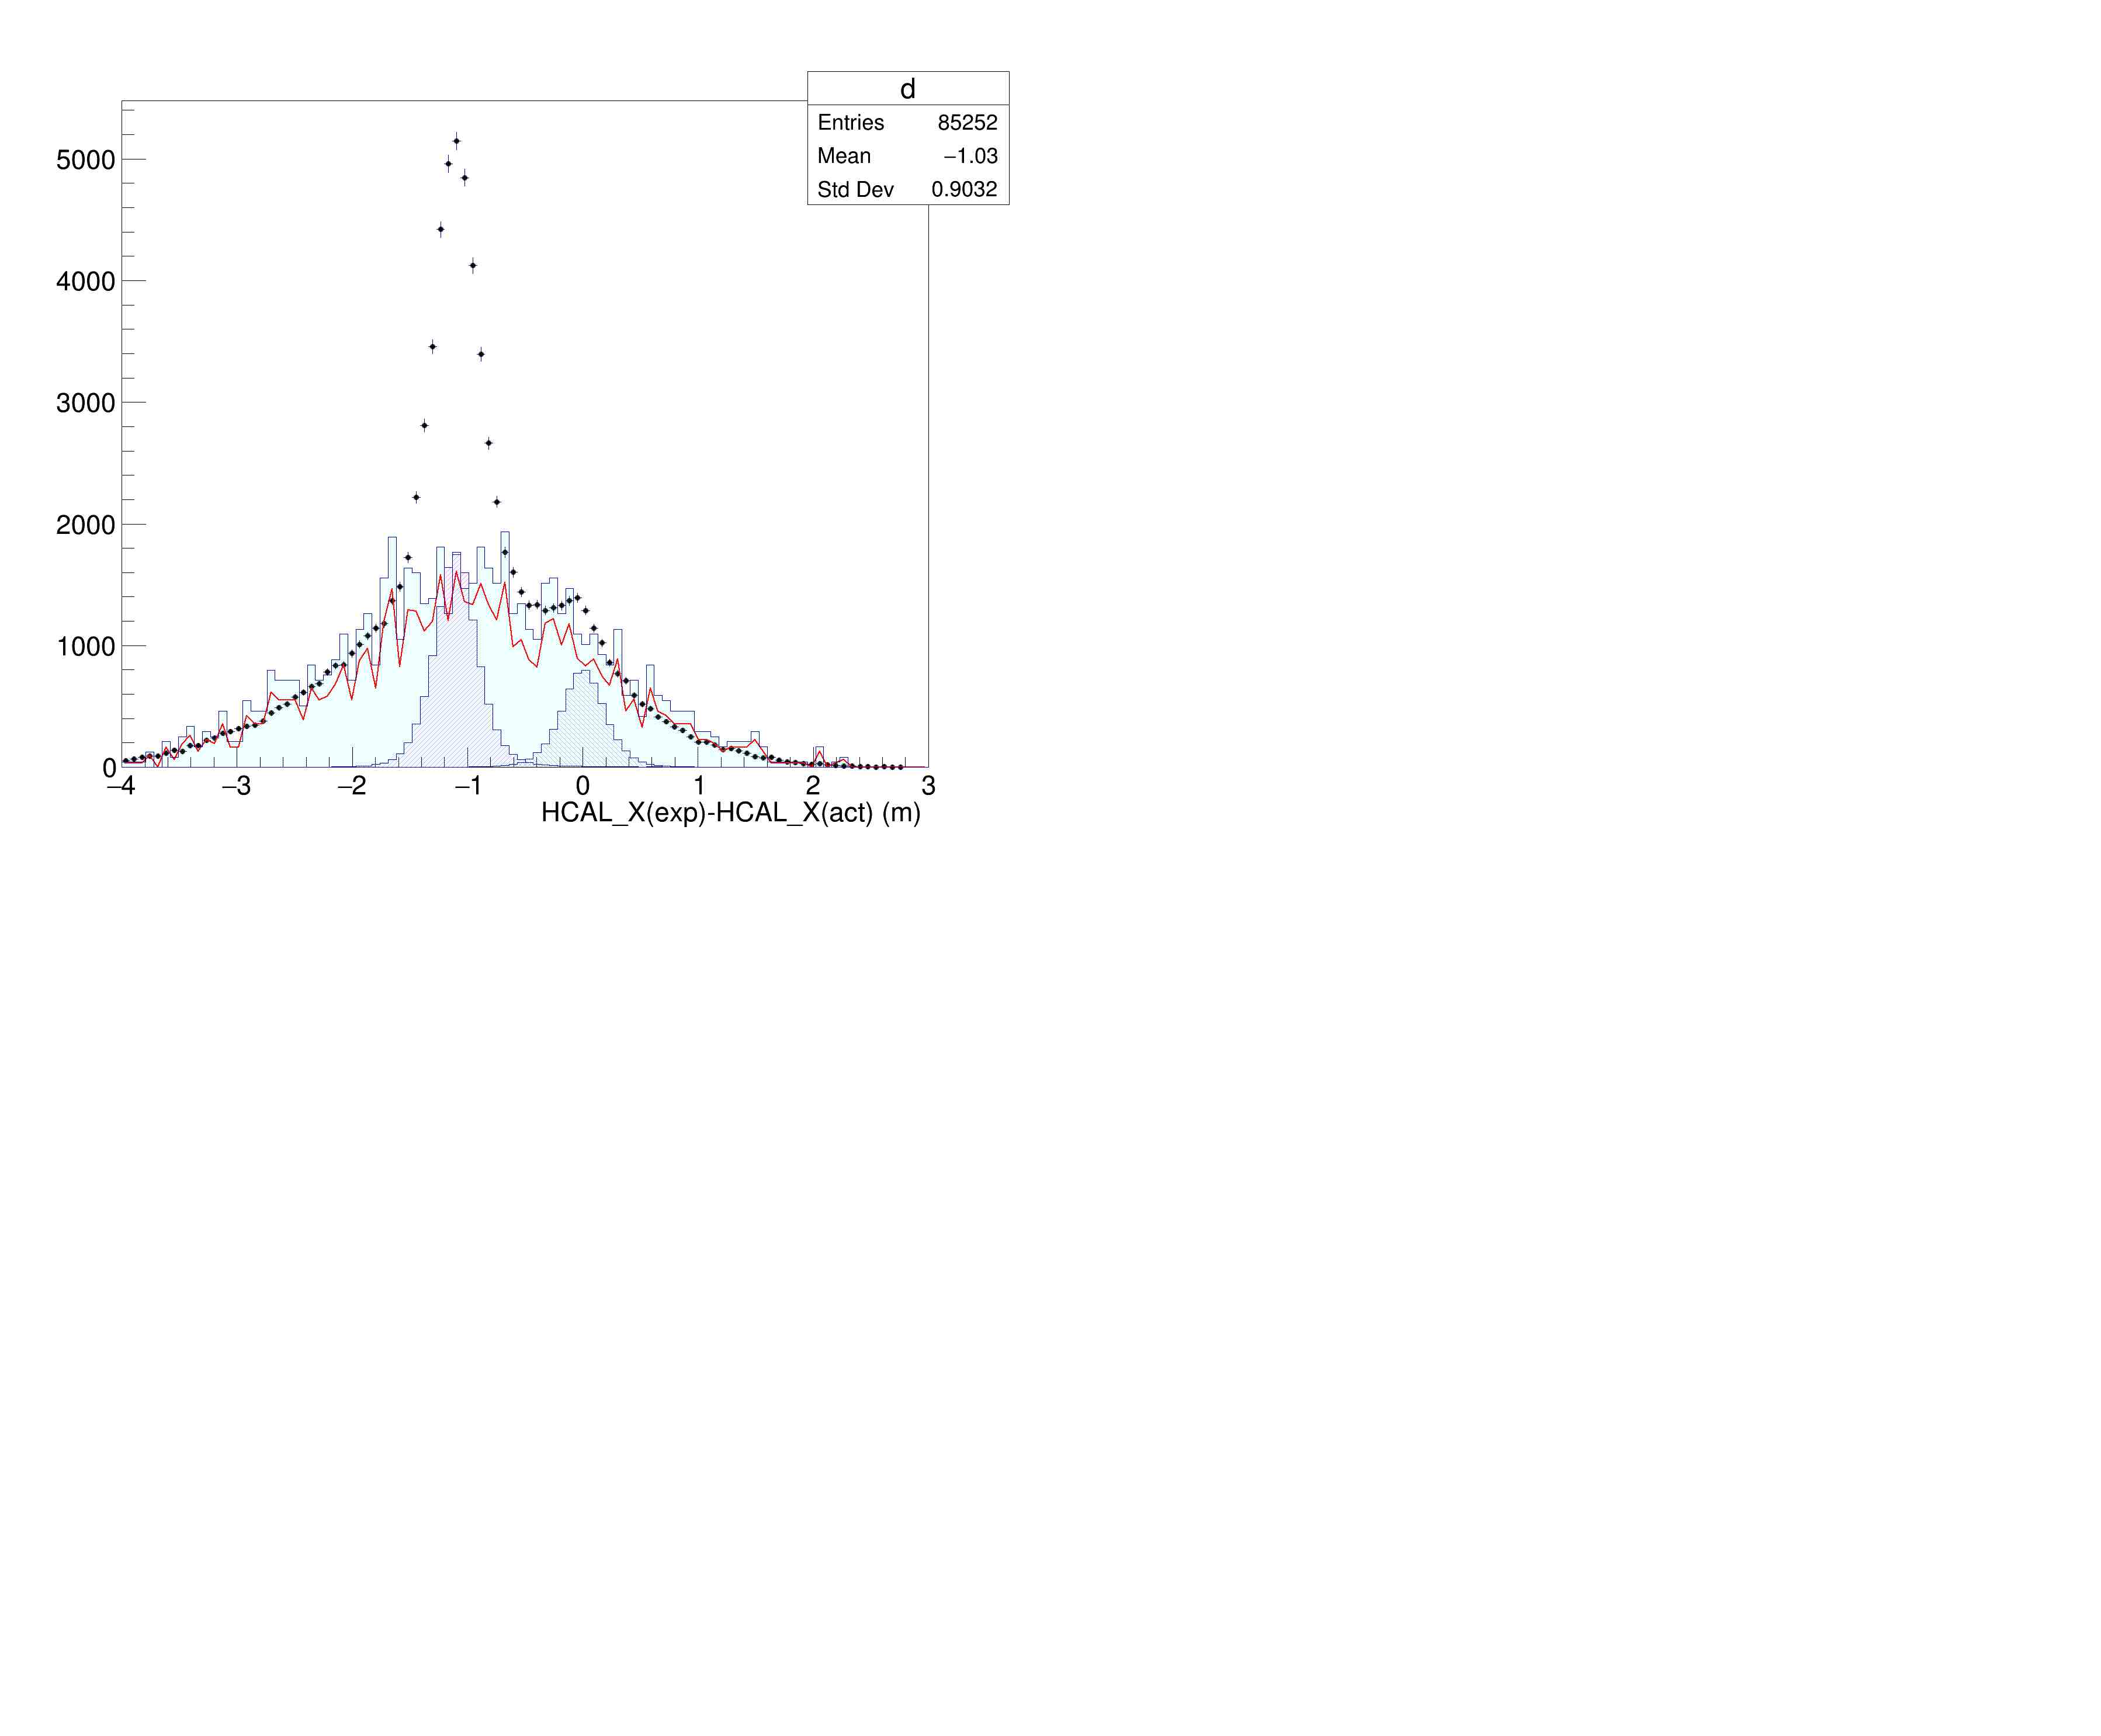 d
Entries 85252
Mean −1.03
Std Dev 0.9032
5000
4000
3000
2000
1000
0
−4 −3 −2 −1 0 1 2 3
HCAL_X(exp)-HCAL_X(act) (m)